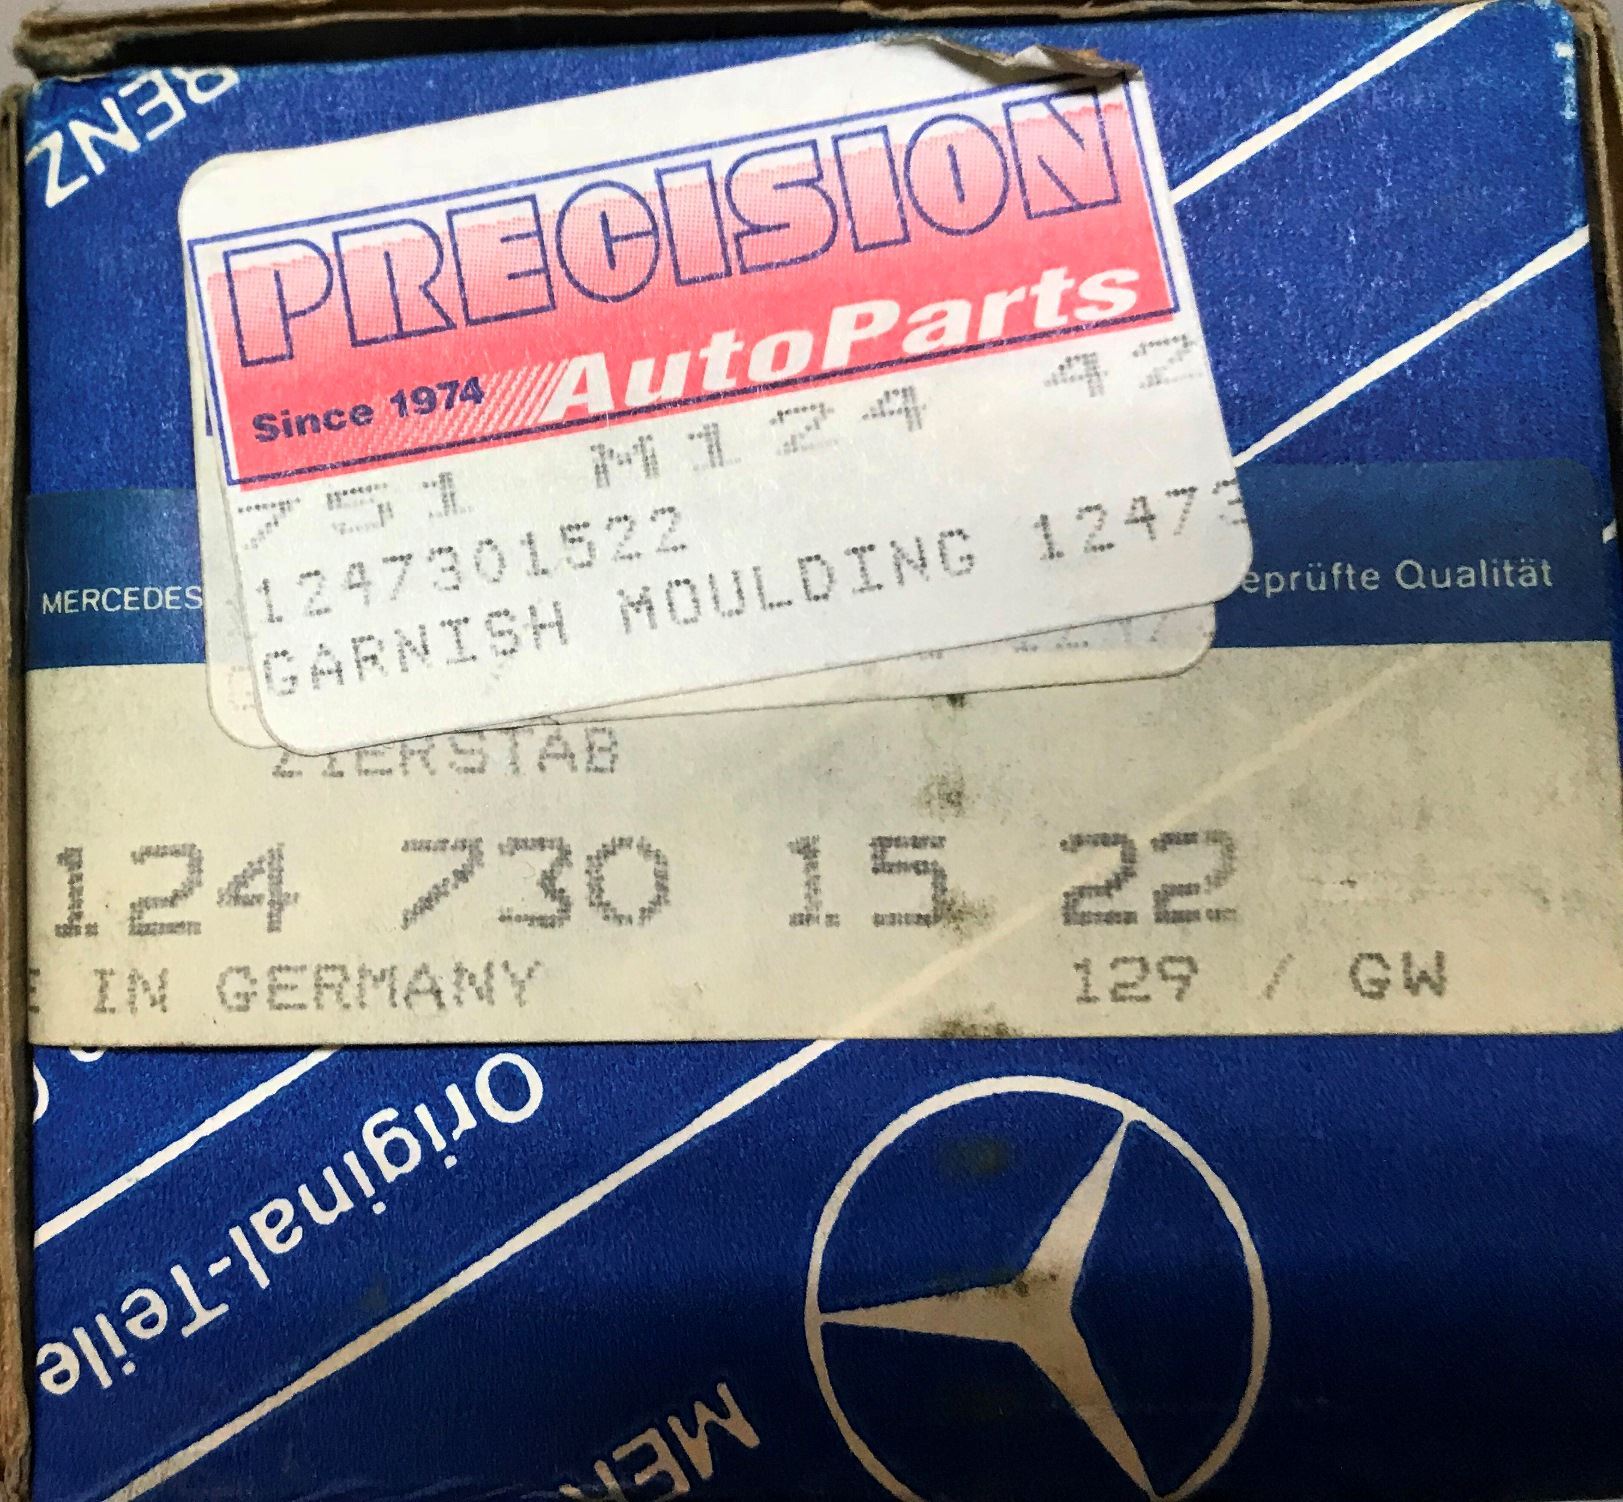 BENZ
PRECISION
AutoParts
Since 1974
751 M124 42
1247301522
GARNISH MOULDING 12473
MERCEDES
eprüfte Qualität
ZIERSTAB
124 730 15 22
E IN GERMANY
129 / GW
Original-Teile
MER